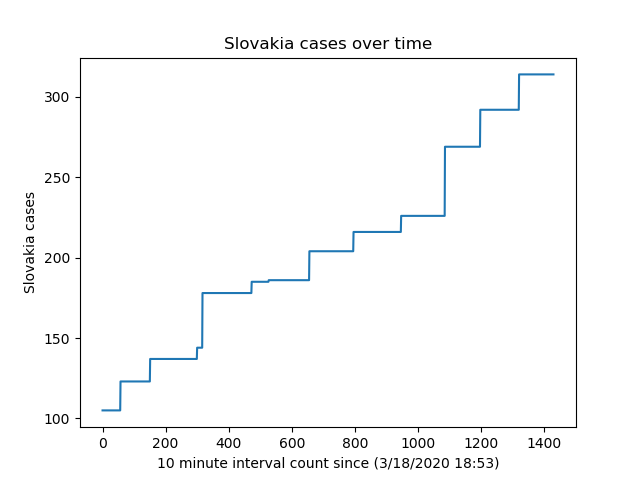 Slovakia cases over time
300
250
200
150
100
Slovakia cases
0 200 400 600 800 1000 1200 1400
10 minute interval count since (3/18/2020 18:53)